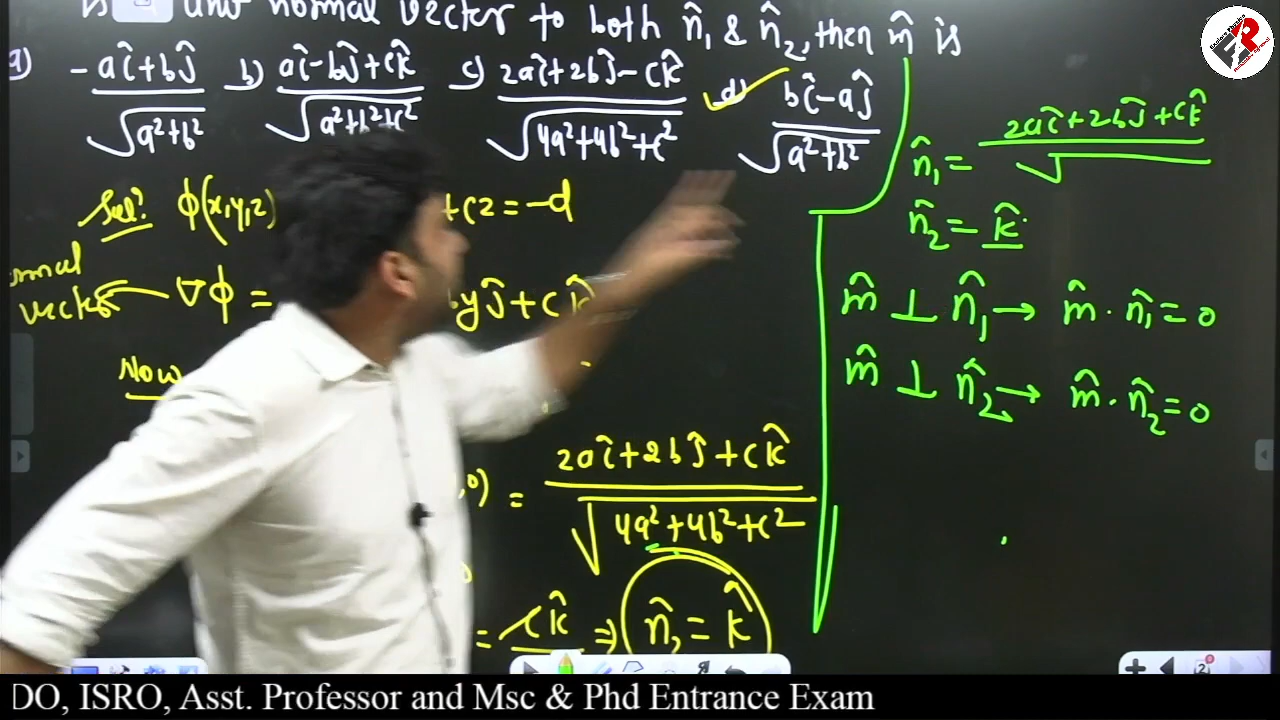 is unit normal vector to both n̂₁ & n̂₂, then m̂ is
a) -aî+bĵ / √a²+b² b) aî-bĵ+ck̂ / √a²+b²+c² c) 2aî+2bĵ-ck̂ / √4a²+4b²+c² d) bî-aĵ / √a²+b²
Sol? φ(x,y,z) +cz = -d
vector ∇φ = yĵ+ck̂
Now
,0) = 2aî+2bĵ+ck̂ / √4a²+4b²+c²
= ck̂ ⇒ n̂₂ = k̂
n̂₁ = 2aî+2bĵ+ck̂ / √
n̂₂ = k̂
m̂ ⊥ n̂₁ → m̂ · n̂₁ = 0
m̂ ⊥ n̂₂ → m̂ · n̂₂ = 0
DO, ISRO, Asst. Professor and Msc & Phd Entrance Exam